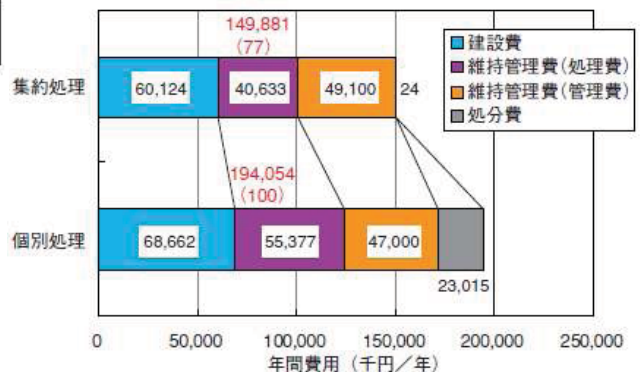 149,881
(77)
集約処理
60,124
40,633
49,100
24
建設費
維持管理費(処理費)
維持管理費(管理費)
処分費
194,054
(100)
個別処理
68,662
55,377
47,000
23,015
0 50,000 100,000 150,000 200,000 250,000
年間費用（千円／年）